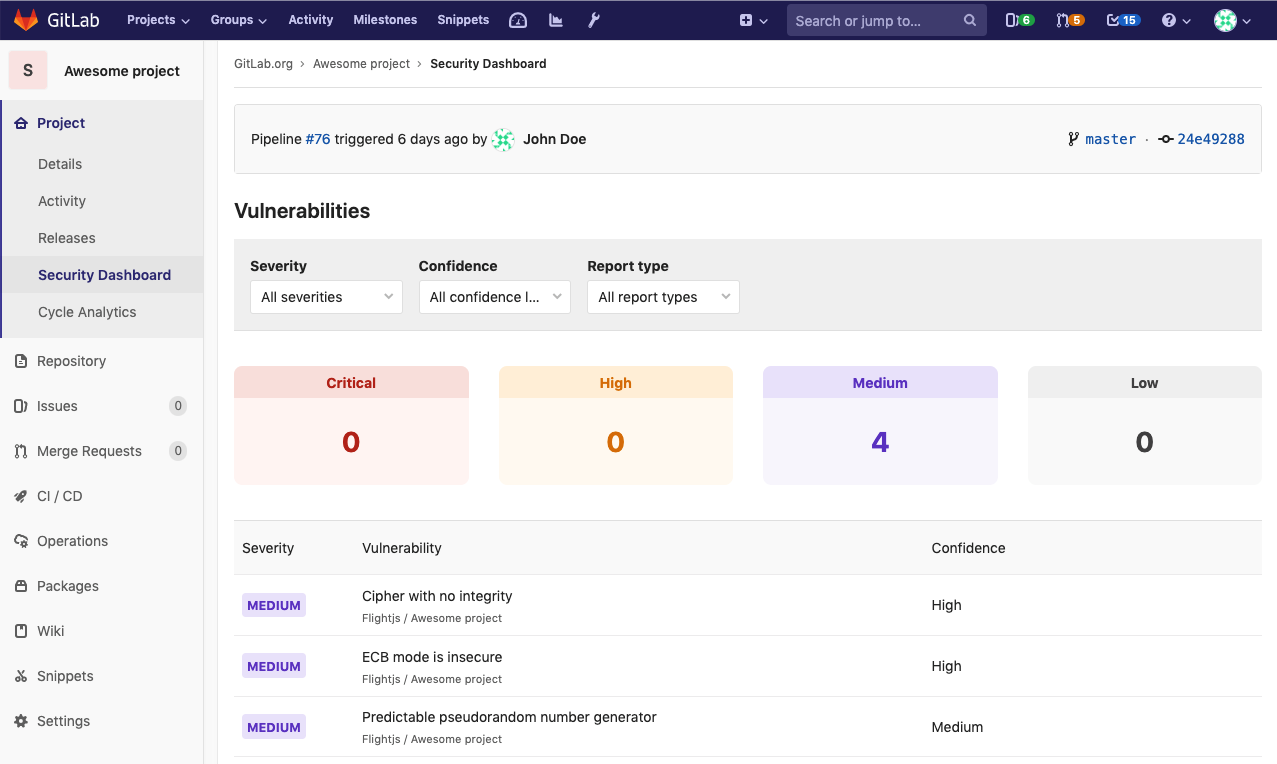 GitLab Projects Groups Activity Milestones Snippets Search or jump to... 6 5 15
S Awesome project
Project
Details
Activity
Releases
Security Dashboard
Cycle Analytics
Repository
Issues 0
Merge Requests 0
CI / CD
Operations
Packages
Wiki
Snippets
Settings
GitLab.org › Awesome project › Security Dashboard
Pipeline #76 triggered 6 days ago by John Doe master · 24e49288
Vulnerabilities
Severity Confidence Report type
All severities All confidence l... All report types
Critical High Medium Low
0 0 4 0
Severity Vulnerability Confidence
MEDIUM Cipher with no integrity High
Flightjs / Awesome project
MEDIUM ECB mode is insecure High
Flightjs / Awesome project
MEDIUM Predictable pseudorandom number generator Medium
Flightjs / Awesome project